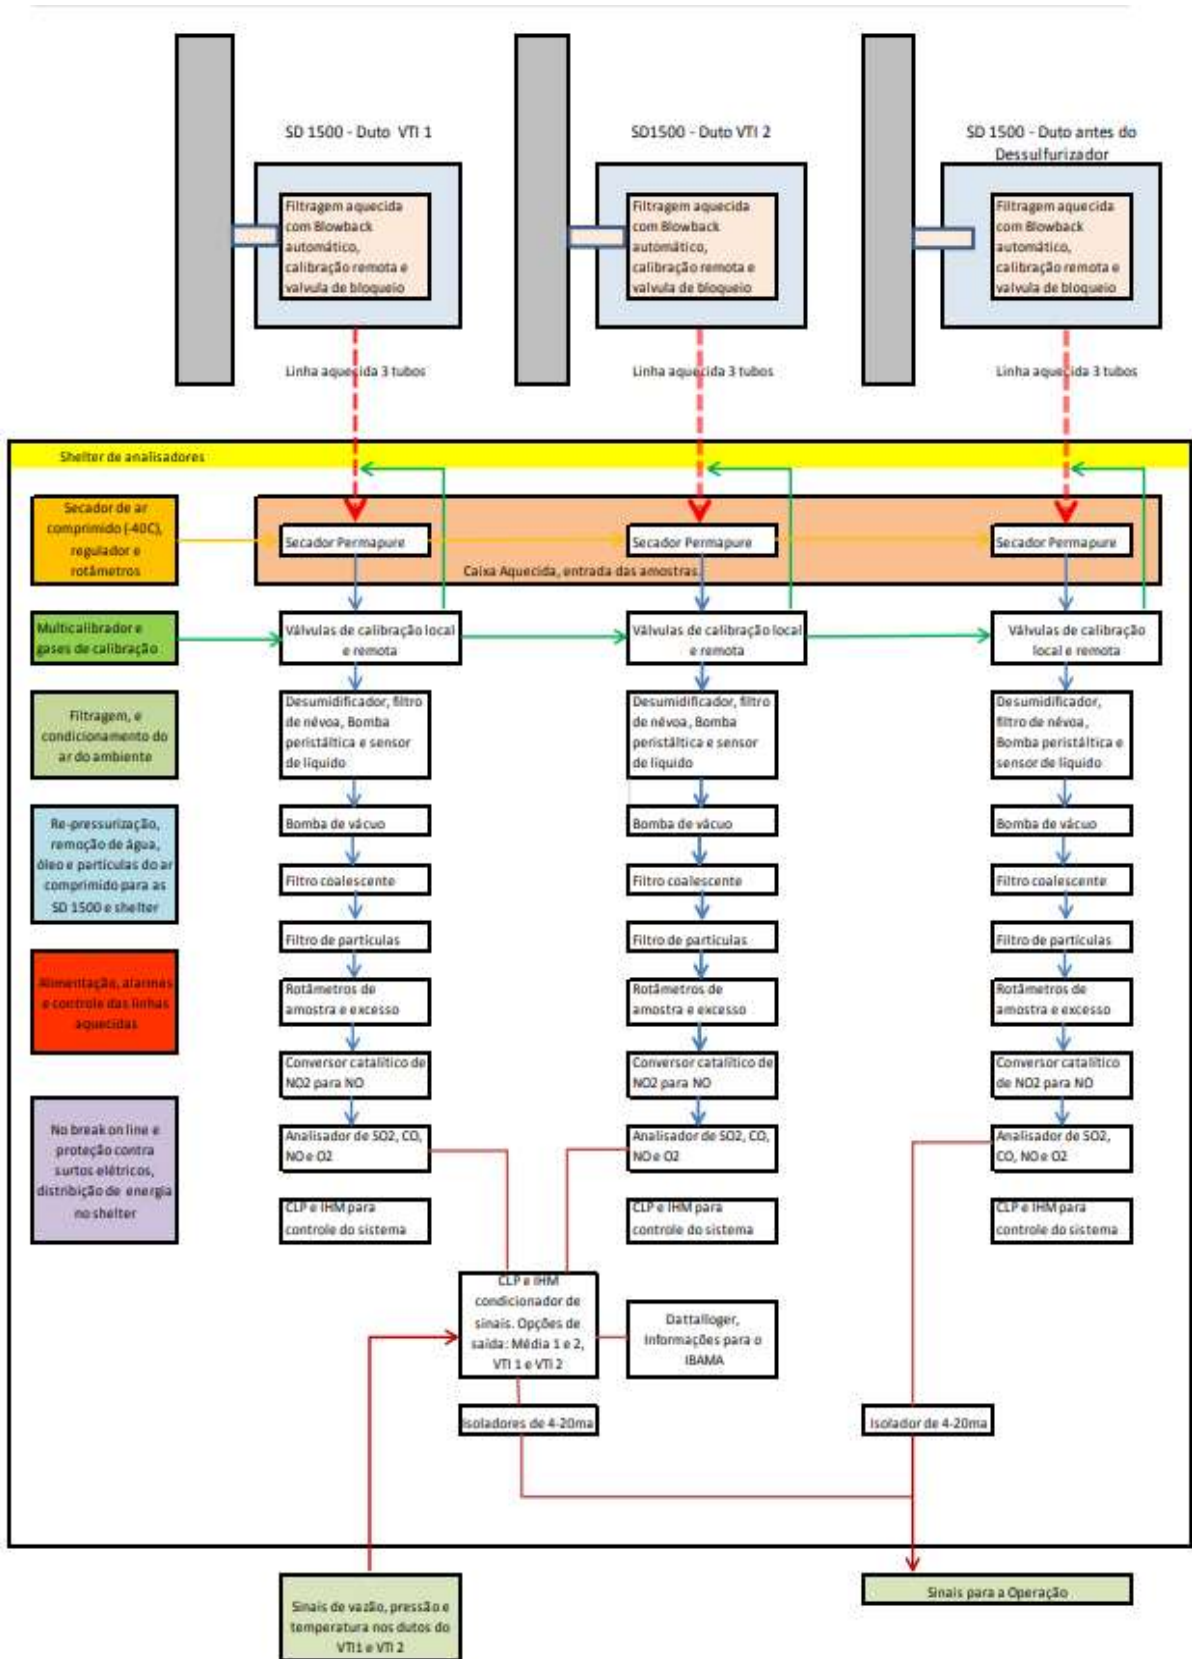 SD 1500 - Duto VTI 1
SD1500 - Duto VTI 2
SD 1500 - Duto antes do
Dessulfurizador
Filtragem aquecida
com Blowback
automático,
calibração remota e
valvula de bloqueio
Filtragem aquecida
com Blowback
automático,
calibração remota e
valvula de bloqueio
Filtragem aquecida
com Blowback
automático,
calibração remota e
valvula de bloqueio
Linha aquecida 3 tubos
Linha aquecida 3 tubos
Linha aquecida 3 tubos
Shelter de analisadores
Secador de ar
comprimido (-40C),
regulador e
rotâmetros
Secador Permapure
Secador Permapure
Secador Permapure
Caixa Aquecida, entrada das amostras.
Multicalibrador e
gases de calibração
Válvulas de calibração local
e remota
Válvulas de calibração local
e remota
Válvulas de calibração
local e remota
Filtragem, e
condicionamento do
ar do ambiente
Desumidificador, filtro
de névoa, Bomba
peristáltica e sensor
de líquido
Desumidificador, filtro
de névoa, Bomba
peristáltica e sensor
de líquido
Desumidificador,
filtro de névoa,
Bomba peristáltica e
sensor de líquido
Re-pressurização,
remoção de água,
óleo e partículas do ar
comprimido para as
SD 1500 e shelter
Bomba de vácuo
Bomba de vácuo
Bomba de vácuo
Filtro coalescente
Filtro coalescente
Filtro coalescente
Filtro de partículas
Filtro de partículas
Filtro de partículas
Alimentação, alarmes
e controle das linhas
aquecidas
Rotâmetros de
amostra e excesso
Rotâmetros de
amostra e excesso
Rotâmetros de
amostra e excesso
Conversor catalítico de
NO2 para NO
Conversor catalítico de
NO2 para NO
Conversor catalítico
de NO2 para NO
No break on line e
proteção contra
surtos elétricos,
distribição de energia
no shelter
Analisador de SO2, CO,
NO e O2
Analisador de SO2, CO,
NO e O2
Analisador de SO2,
CO, NO e O2
CLP e IHM para
controle do sistema
CLP e IHM para
controle do sistema
CLP e IHM para
controle do sistema
CLP e IHM
condicionador de
sinais. Opções de
saída: Média 1 e 2,
VTI 1 e VTI 2
Dattalloger,
Informações para o
IBAMA
Isoladores de 4-20ma
Isolador de 4-20ma
Sinais de vazão, pressão e
temperatura nos dutos do
VTI1 e VTI 2
Sinais para a Operação